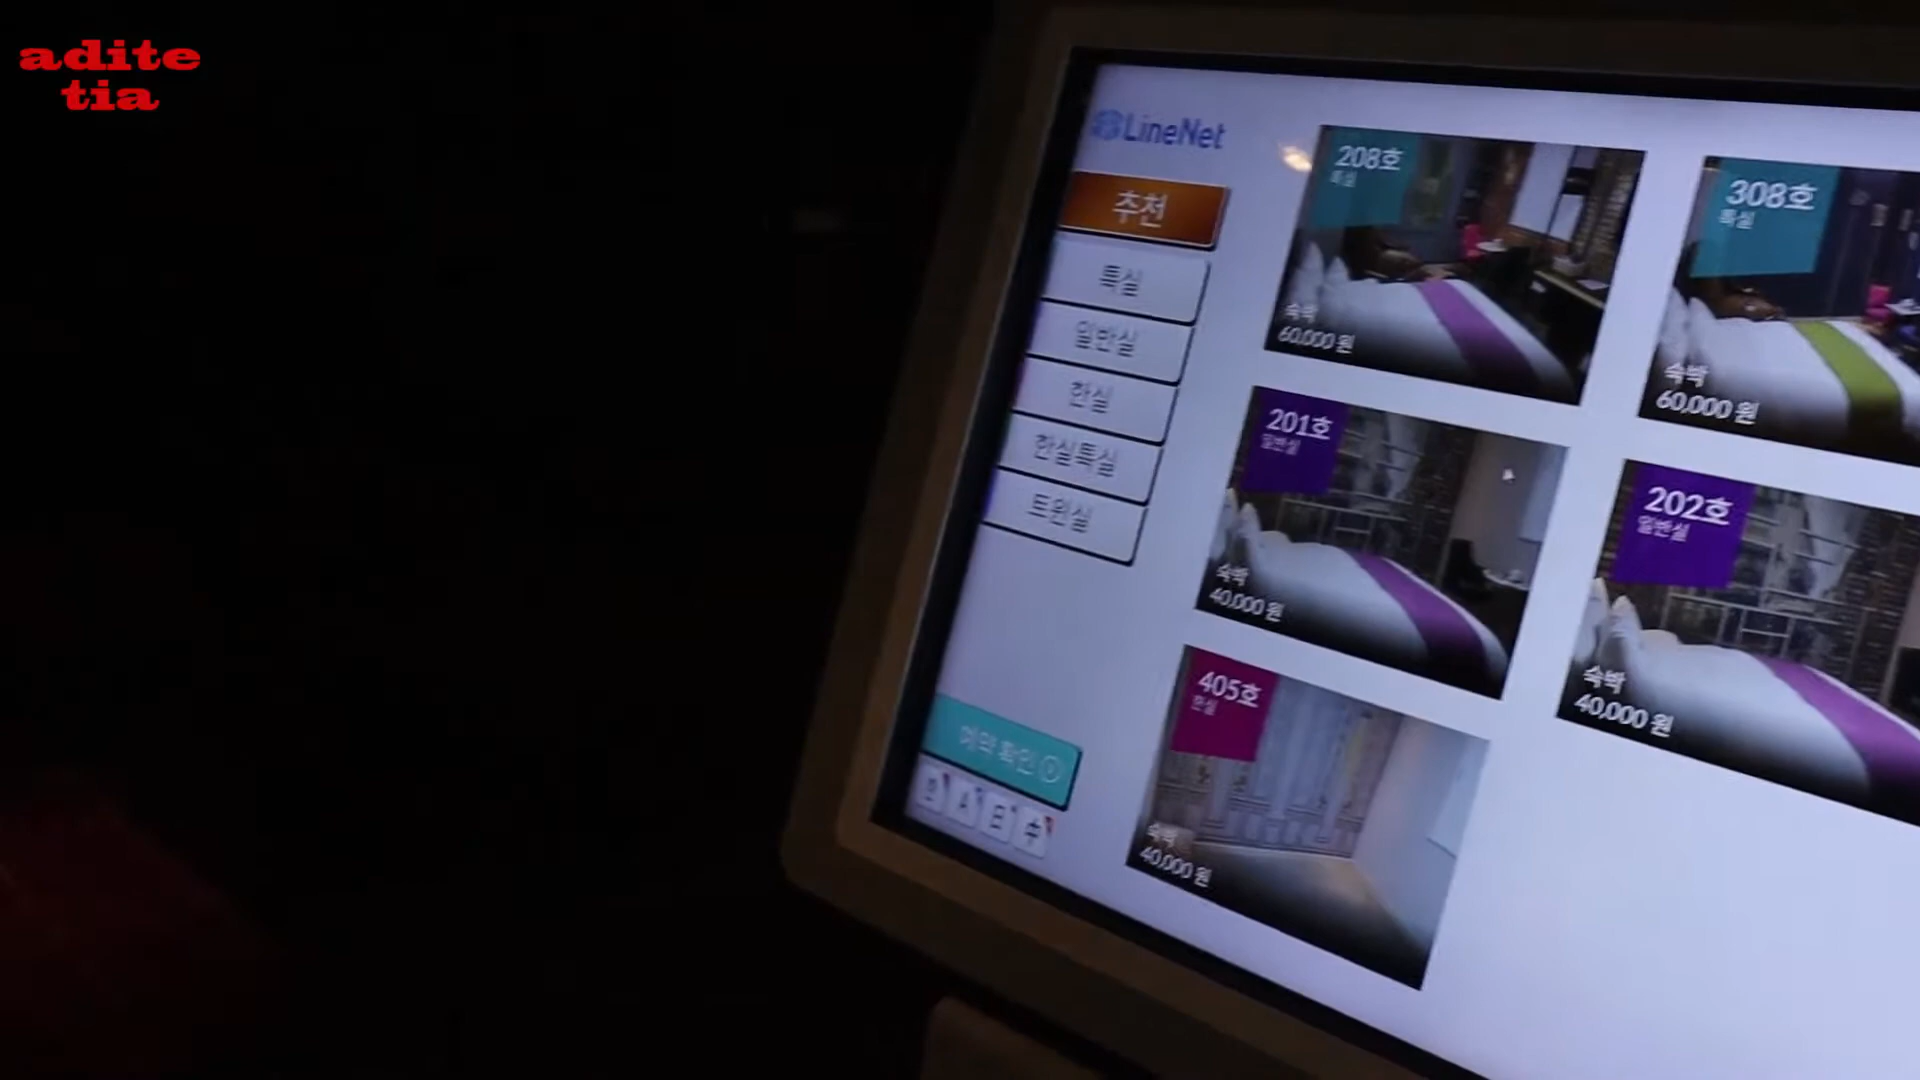 adite
tia
LineNet
추천
특실
일반실
한실
한실특실
트윈실
예약 확인
한 A 日 中
208호
특실
숙박
60,000 원
308호
특실
숙박
60,000 원
201호
일반실
숙박
40,000 원
202호
일반실
숙박
40,000 원
405호
한실
숙박
40,000 원